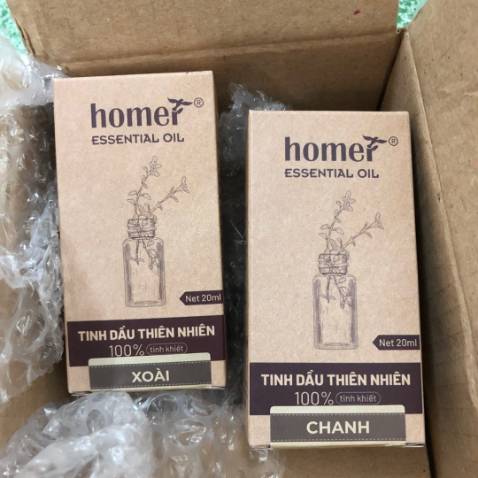 homer®
ESSENTIAL OIL
Net 20ml
TINH DẦU THIÊN NHIÊN
100% tinh khiết
XOÀI
homer®
ESSENTIAL OIL
Net 20ml
TINH DẦU THIÊN NHIÊN
100% tinh khiết
CHANH